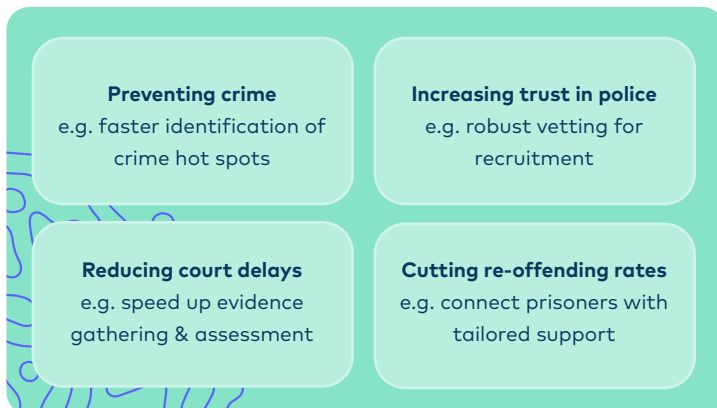 Preventing crime
e.g. faster identification of
crime hot spots
Increasing trust in police
e.g. robust vetting for
recruitment
Reducing court delays
e.g. speed up evidence
gathering & assessment
Cutting re-offending rates
e.g. connect prisoners with
tailored support